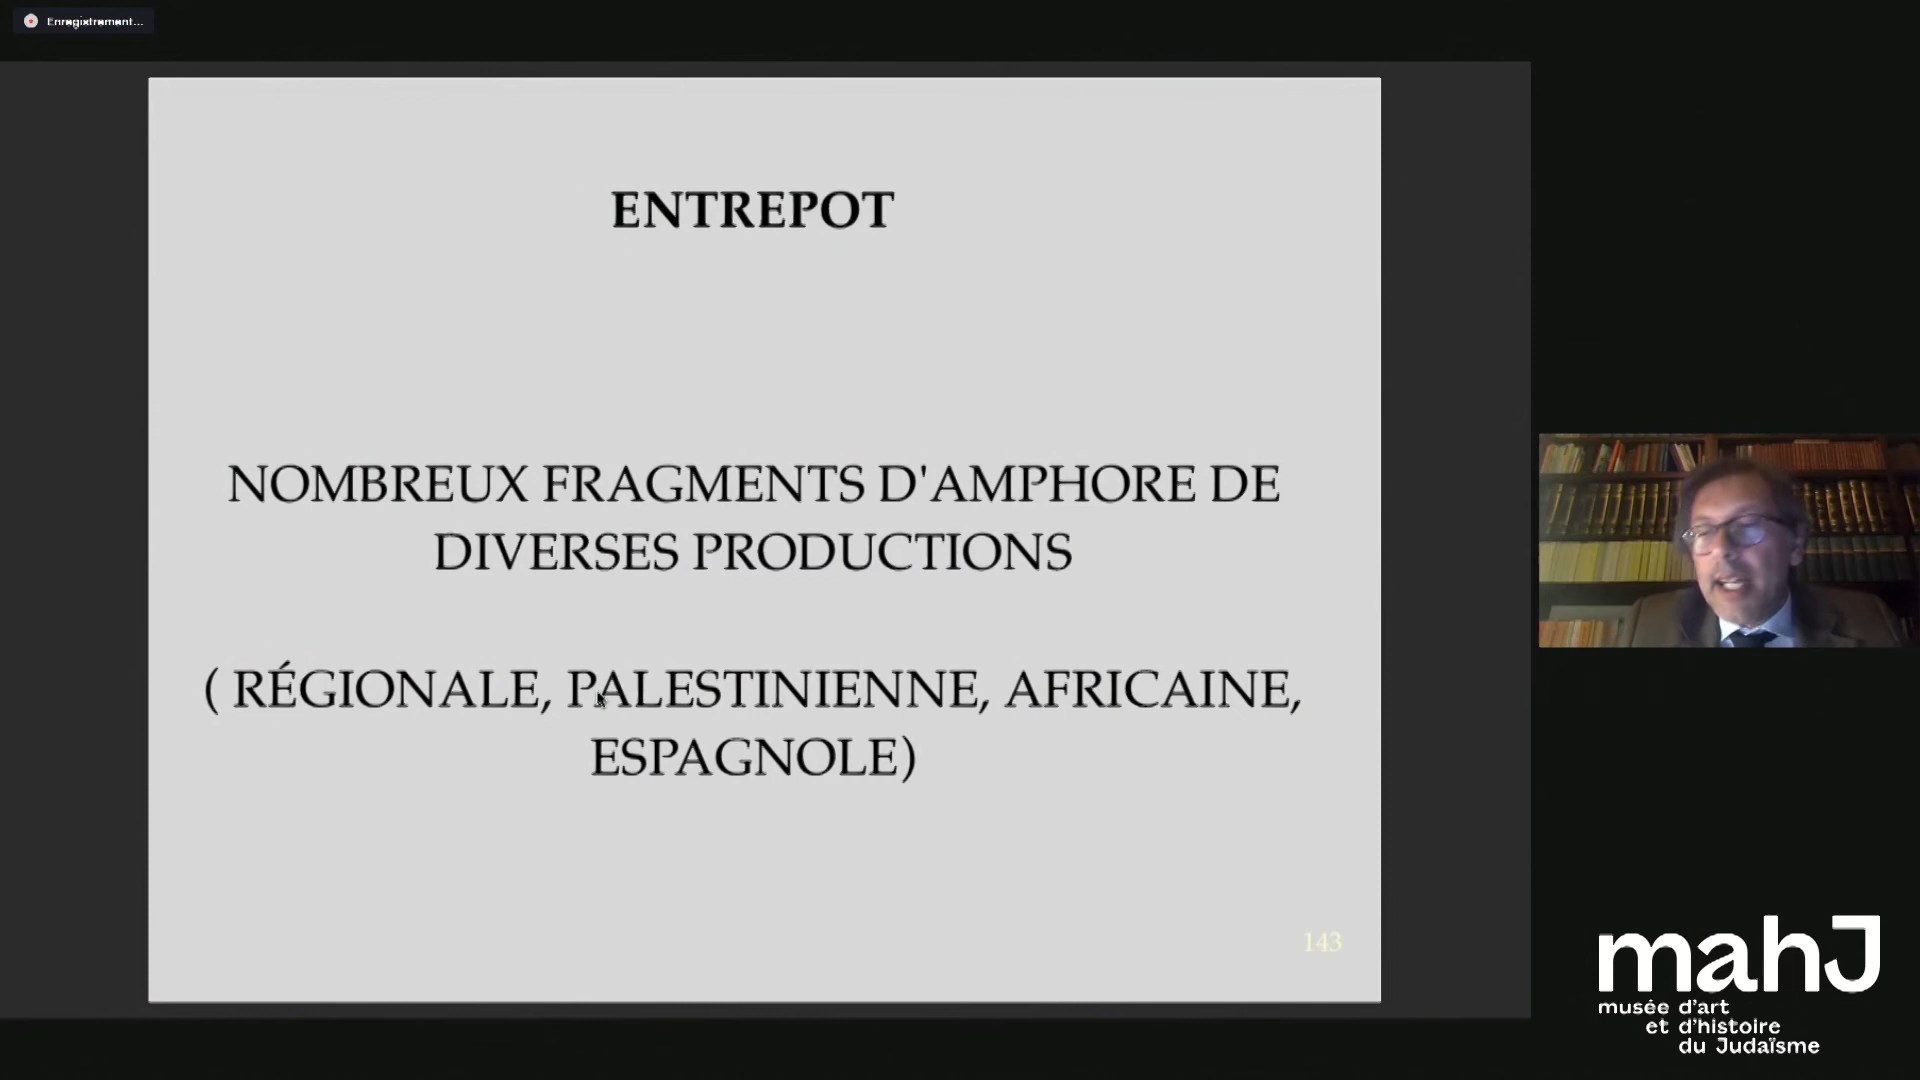 Enregistrement...
ENTREPOT
NOMBREUX FRAGMENTS D'AMPHORE DE
DIVERSES PRODUCTIONS
( RÉGIONALE, PALESTINIENNE, AFRICAINE,
ESPAGNOLE)
143
mahJ
musée d'art
et d'histoire
du Judaïsme